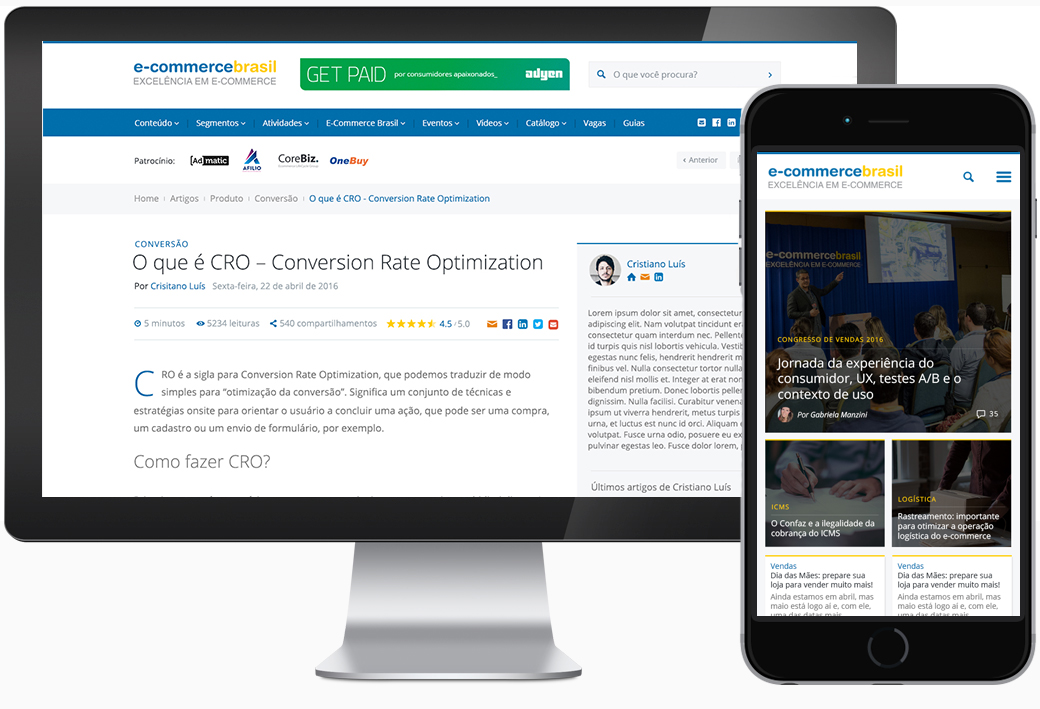 e-commercebrasil
EXCELÊNCIA EM E-COMMERCE
GET PAID por consumidores apaixonados_ adyen
O que você procura?
Conteúdo Segmentos Atividades E-Commerce Brasil Eventos Vídeos Catálogo Vagas Guias
Patrocínio: [Admatic AFILIO CoreBiz. OneBuy
‹ Anterior
Home Artigos Produto Conversão O que é CRO - Conversion Rate Optimization
CONVERSÃO
O que é CRO – Conversion Rate Optimization
Por Crisitano Luís Sexta-feira, 22 de abril de 2016
5 minutos 5234 leituras 540 compartilhamentos 4.5 / 5.0
CRO é a sigla para Conversion Rate Optimization, que podemos traduzir de modo
simples para “otimização da conversão”. Significa um conjunto de técnicas e
estratégias onsite para orientar o usuário a concluir uma ação, que pode ser uma compra,
um cadastro ou um envio de formulário, por exemplo.
Como fazer CRO?
Cristiano Luís
Lorem ipsum dolor sit amet, consectetur
adipiscing elit. Nam volutpat tincidunt
consectetur quam interdum nec.
id turpis quis nisl lobortis vehicula.
egestas nunc felis, hendrerit hendrerit
finibus vel. Nulla consectetur tortor nulla
eleifend nisl mollis et. Integer at erat non
bibendum pretium. Donec lobortis
dignissim. Nulla facilisi. Curabitur
ipsum ut viverra hendrerit, metus turpis
urna, et luctus est nunc id orci. Aliquam
volutpat. Fusce urna odio, posuere eu
pulvinar egestas leo. Fusce dolor lorem,
Últimos artigos de Cristiano Luís
e-commercebrasil
EXCELÊNCIA EM E-COMMERCE
e-commercebrasil
EXCELÊNCIA EM E-COMMERCE
CONGRESSO DE VENDAS 2016
Jornada da experiência do
consumidor, UX, testes A/B e o
contexto de uso
Por Gabriela Manzini 35
ICMS
O Confaz e a ilegalidade da
cobrança do ICMS
LOGÍSTICA
Rastreamento: importante
para otimizar a operação
logística do e-commerce
Vendas
Dia das Mães: prepare sua
loja para vender muito mais!
Ainda estamos em abril, mas
maio está logo aí e, com ele,
uma das datas mais
Vendas
Dia das Mães: prepare sua
loja para vender muito mais!
Ainda estamos em abril, mas
maio está logo aí e, com ele,
uma das datas mais